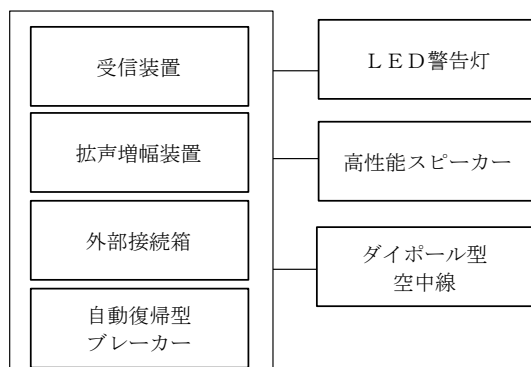 受信装置
拡声増幅装置
外部接続箱
自動復帰型
ブレーカー
ＬＥＤ警告灯
高性能スピーカー
ダイポール型
空中線